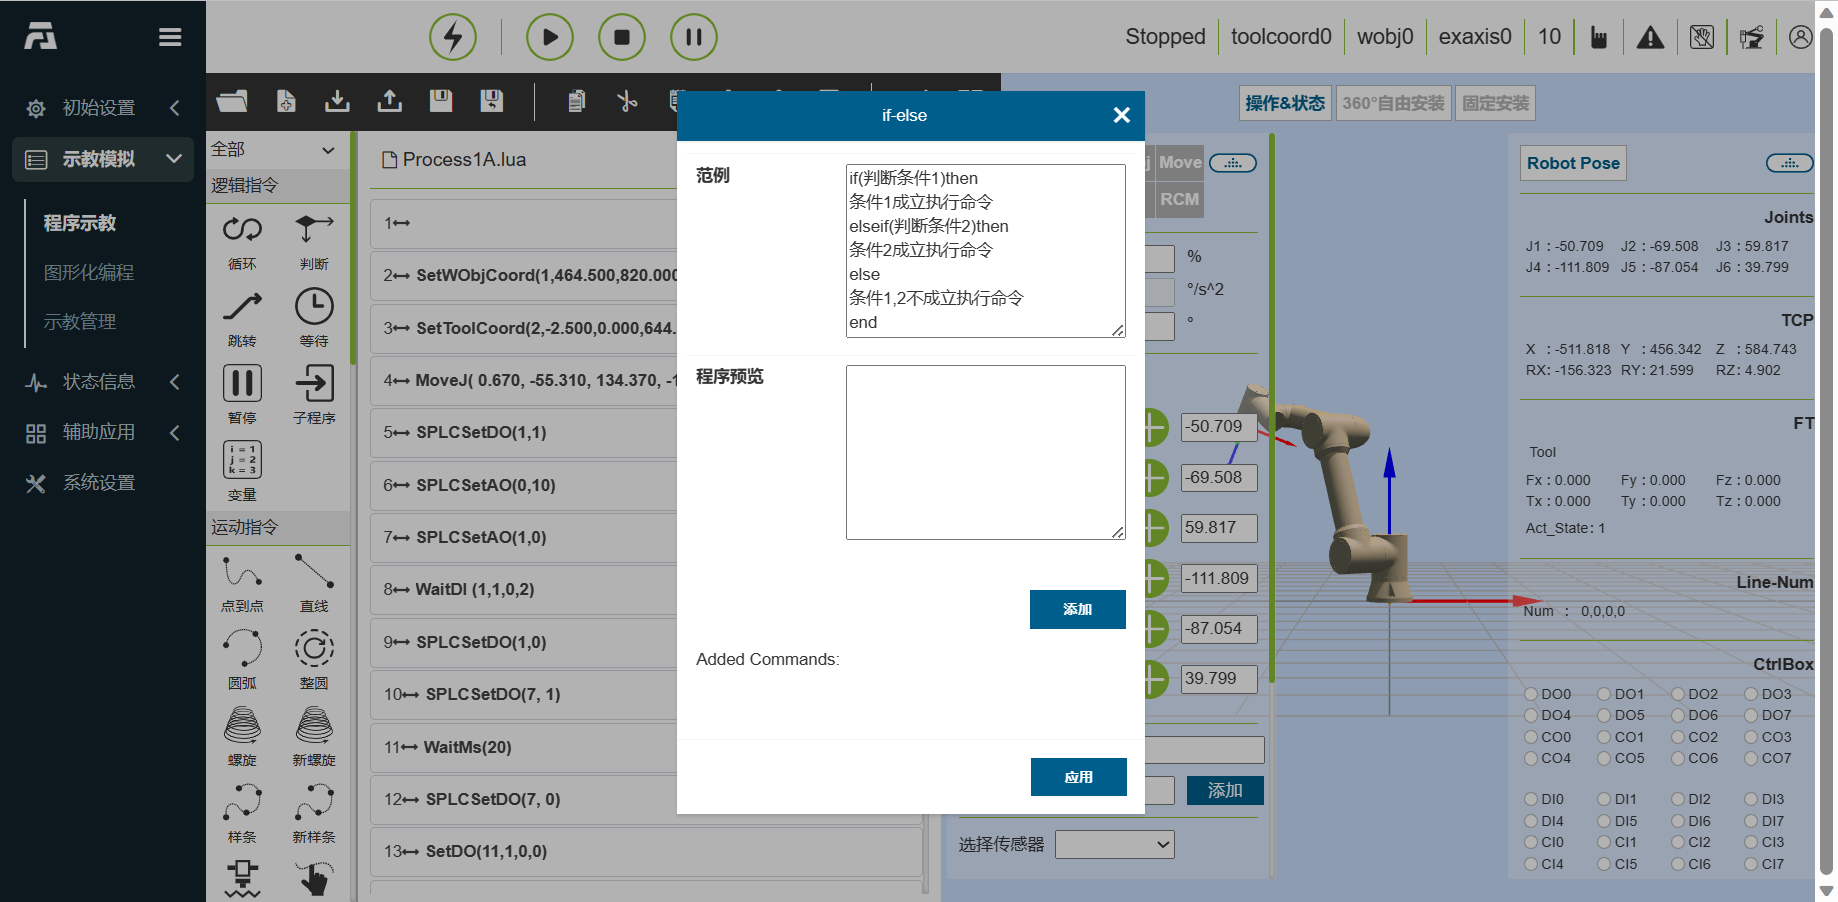 Stopped
toolcoord0
wobj0
exaxis0
10
初始设置
示教模拟
程序示教
图形化编程
示教管理
状态信息
辅助应用
系统设置
全部
逻辑指令
循环
判断
跳转
等待
暂停
子程序
i = 1
j = 2
k = 3
变量
运动指令
点到点
直线
圆弧
整圆
螺旋
新螺旋
样条
新样条
Process1A.lua
1
2 SetWObjCoord(1,464.500,820.000
3 SetToolCoord(2,-2.500,0.000,644.
4 MoveJ( 0.670, -55.310, 134.370, -1
5 SPLCSetDO(1,1)
6 SPLCSetAO(0,10)
7 SPLCSetAO(1,0)
8 WaitDI (1,1,0,2)
9 SPLCSetDO(1,0)
10 SPLCSetDO(7, 1)
11 WaitMs(20)
12 SPLCSetDO(7, 0)
13 SetDO(11,1,0,0)
if-else
范例
if(判断条件1)then
条件1成立执行命令
elseif(判断条件2)then
条件2成立执行命令
else
条件1,2不成立执行命令
end
程序预览
添加
Added Commands:
应用
操作&状态
360°自由安装
固定安装
Move
RCM
%
°/s^2
°
-50.709
-69.508
59.817
-111.809
-87.054
39.799
添加
选择传感器
Robot Pose
Joints
J1 : -50.709 J2 : -69.508 J3 : 59.817
J4 : -111.809 J5 : -87.054 J6 : 39.799
TCP
X : -511.818 Y : 456.342 Z : 584.743
RX: -156.323 RY: 21.599 RZ: 4.902
FT
Tool
Fx : 0.000 Fy : 0.000 Fz : 0.000
Tx : 0.000 Ty : 0.000 Tz : 0.000
Act_State: 1
Line-Num
Num : 0,0,0,0
CtrlBox
DO0 DO1 DO2 DO3
DO4 DO5 DO6 DO7
CO0 CO1 CO2 CO3
CO4 CO5 CO6 CO7
DI0 DI1 DI2 DI3
DI4 DI5 DI6 DI7
CI0 CI1 CI2 CI3
CI4 CI5 CI6 CI7